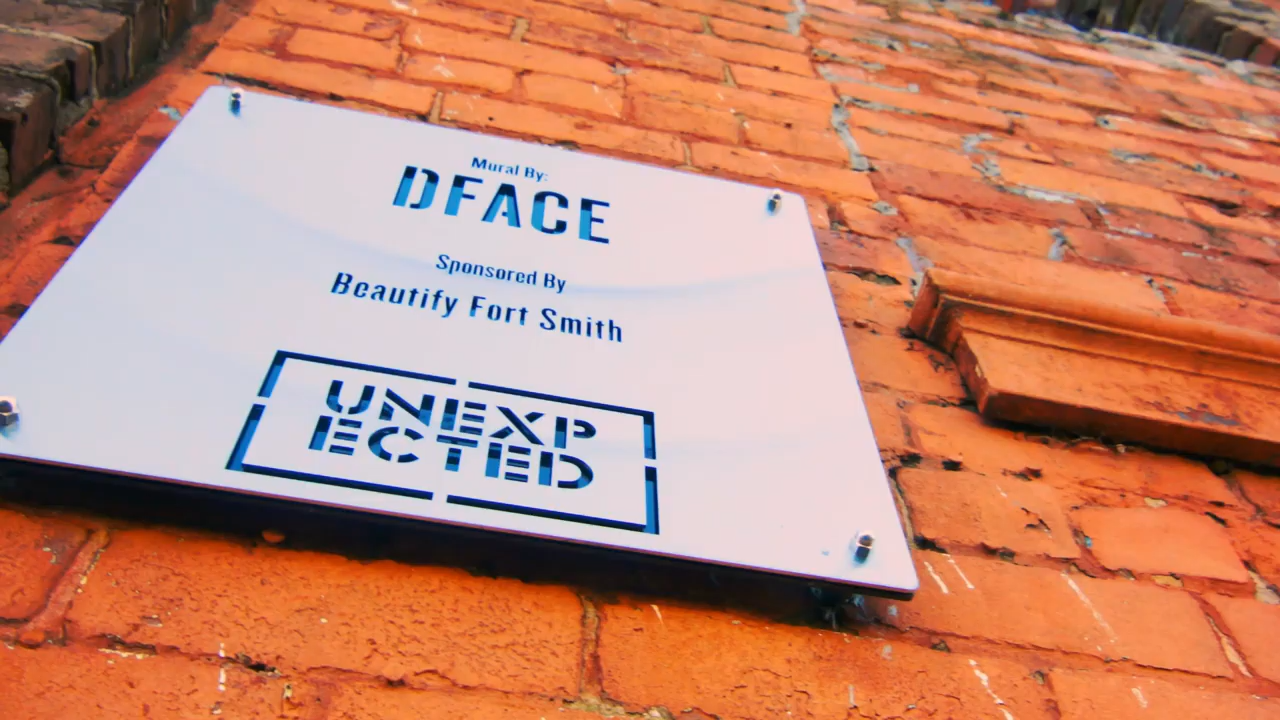 Mural By:
DFACE
Sponsored By
Beautify Fort Smith
UNEXP
ECTED